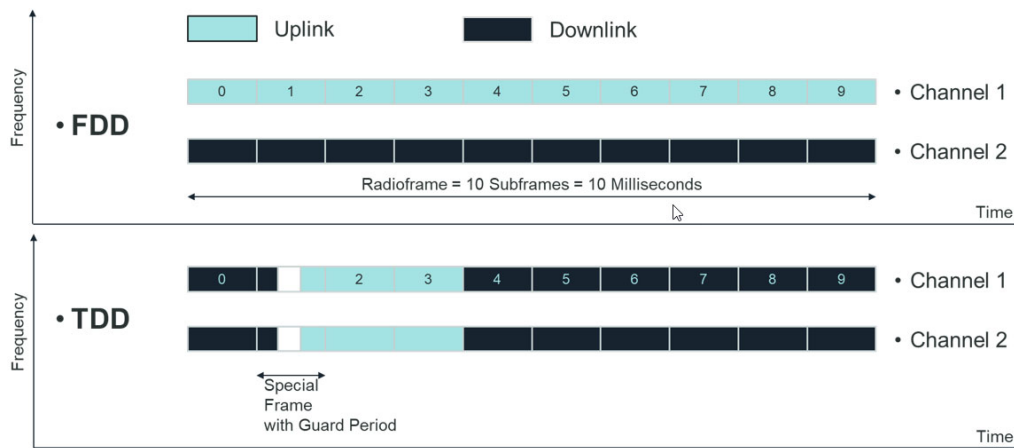 Uplink
Downlink
Frequency
• FDD
0 1 2 3 4 5 6 7 8 9
• Channel 1
• Channel 2
Radioframe = 10 Subframes = 10 Milliseconds
Time
Frequency
• TDD
0 2 3 4 5 6 7 8 9
• Channel 1
• Channel 2
Special
Frame
with Guard Period
Time